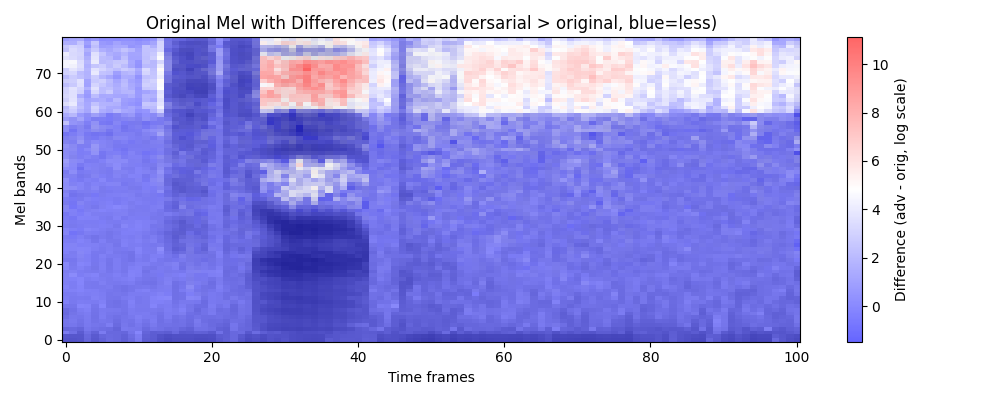 Original Mel with Differences (red=adversarial > original, blue=less)
Mel bands
70
60
50
40
30
20
10
0
0 20 40 60 80 100
Time frames
10
8
6
4
2
0
Difference (adv - orig, log scale)